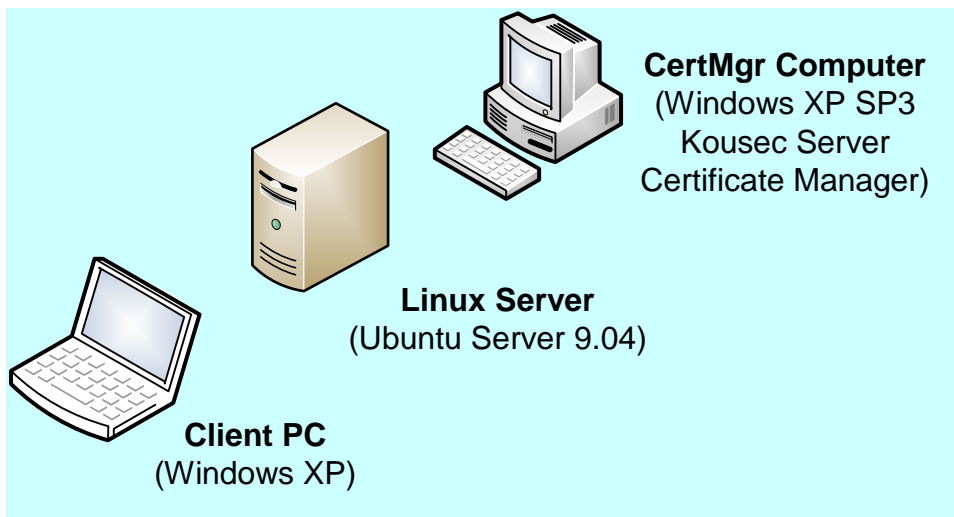 CertMgr Computer
(Windows XP SP3
Kousec Server
Certificate Manager)
Linux Server
(Ubuntu Server 9.04)
Client PC
(Windows XP)